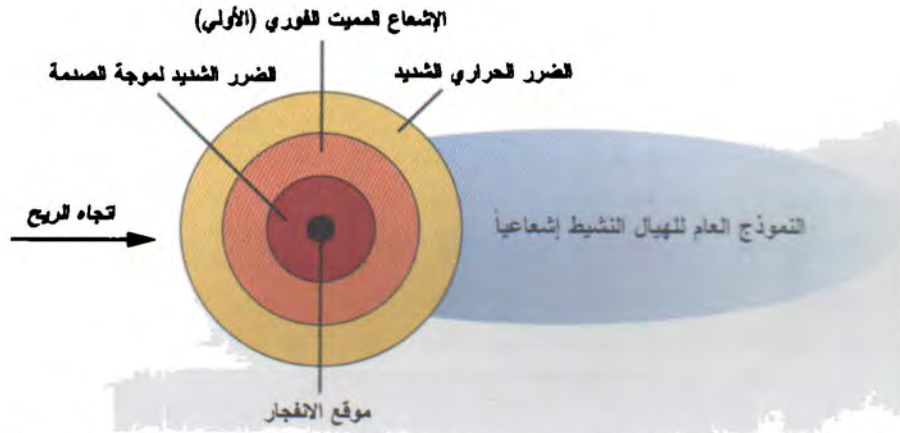 الإشعاع المميت الفوري (الأولي)
الضرر الحراري الشديد
الضرر الشديد لموجة الصدمة
اتجاه الريح
النموذج العام للهيال النشيط إشعاعياً
موقع الانفجار